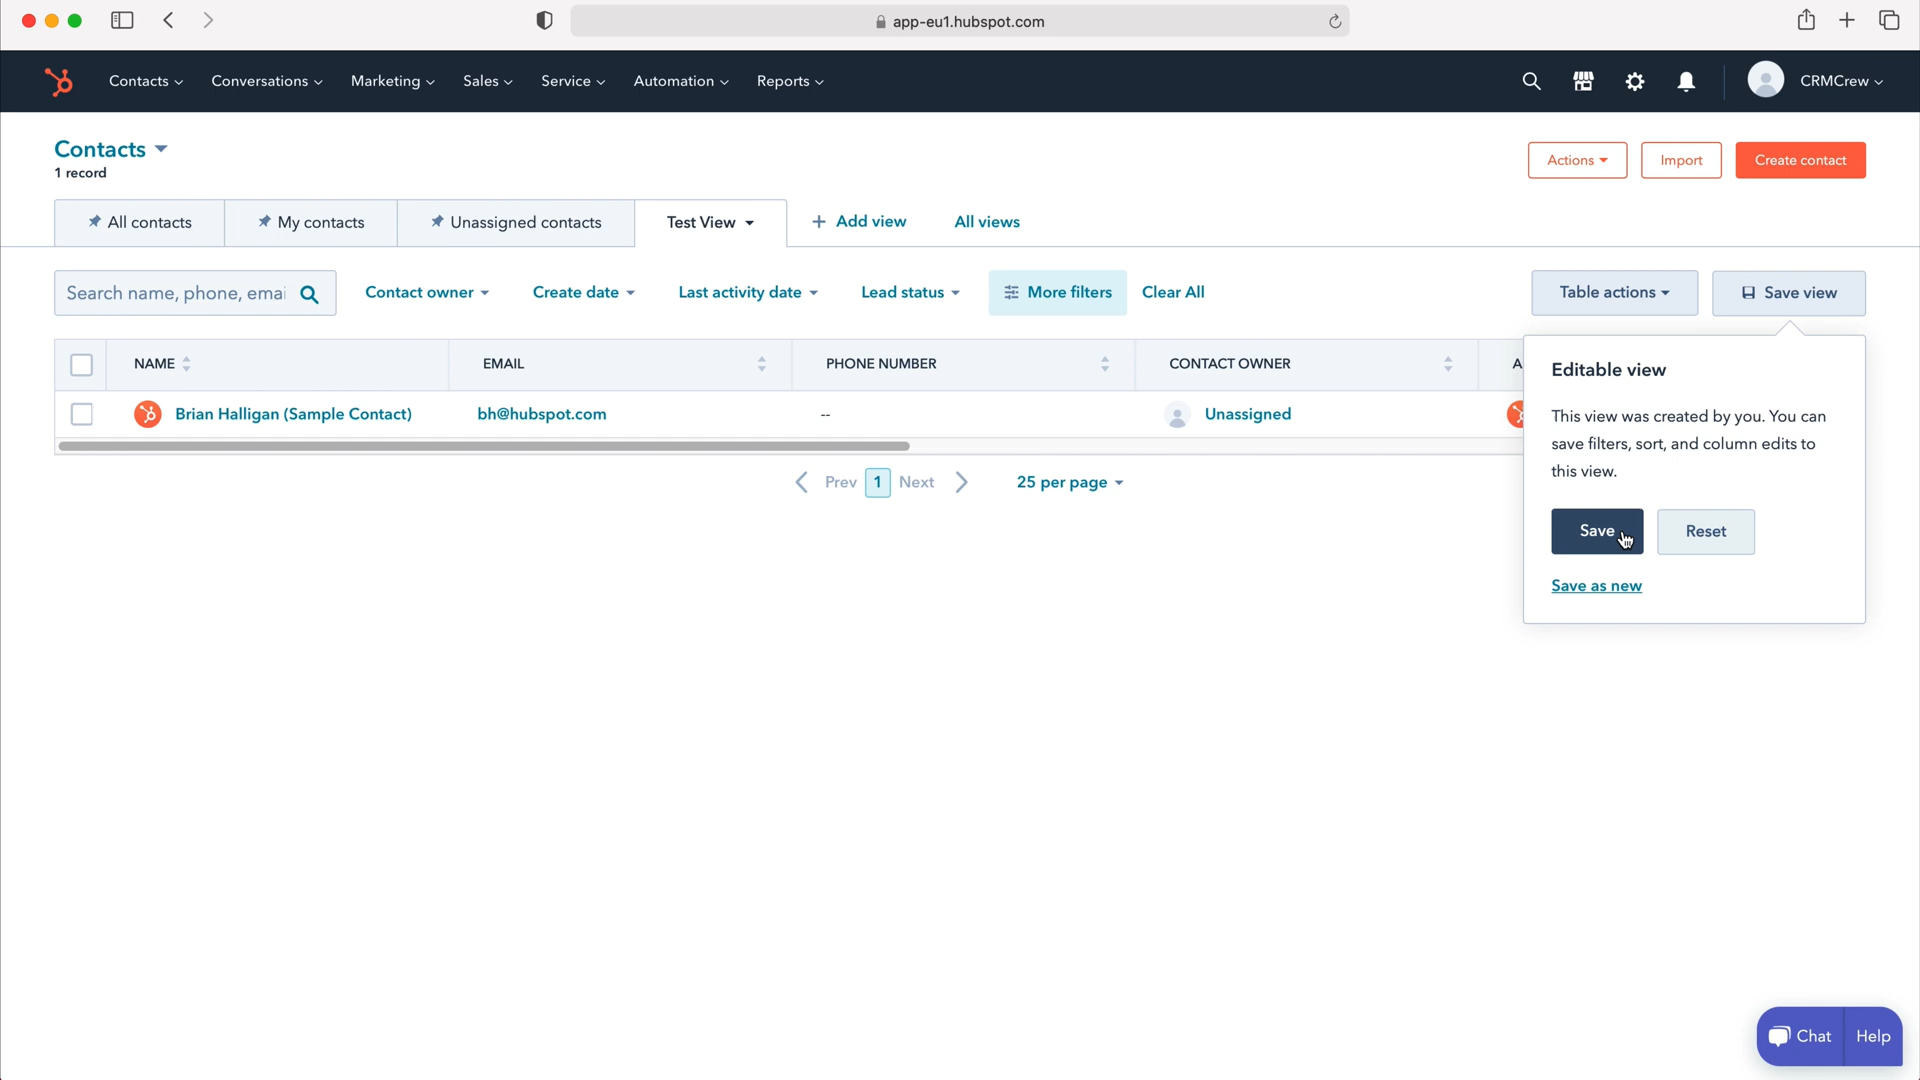 app-eu1.hubspot.com
Contacts Conversations Marketing Sales Service Automation Reports CRMCrew
Contacts
1 record
Actions Import Create contact
All contacts My contacts Unassigned contacts Test View + Add view All views
Search name, phone, emai Contact owner Create date Last activity date Lead status More filters Clear All Table actions Save view
NAME EMAIL PHONE NUMBER CONTACT OWNER A
Brian Halligan (Sample Contact) bh@hubspot.com -- Unassigned
Prev 1 Next 25 per page
Editable view
This view was created by you. You can
save filters, sort, and column edits to
this view.
Save Reset
Save as new
Chat Help